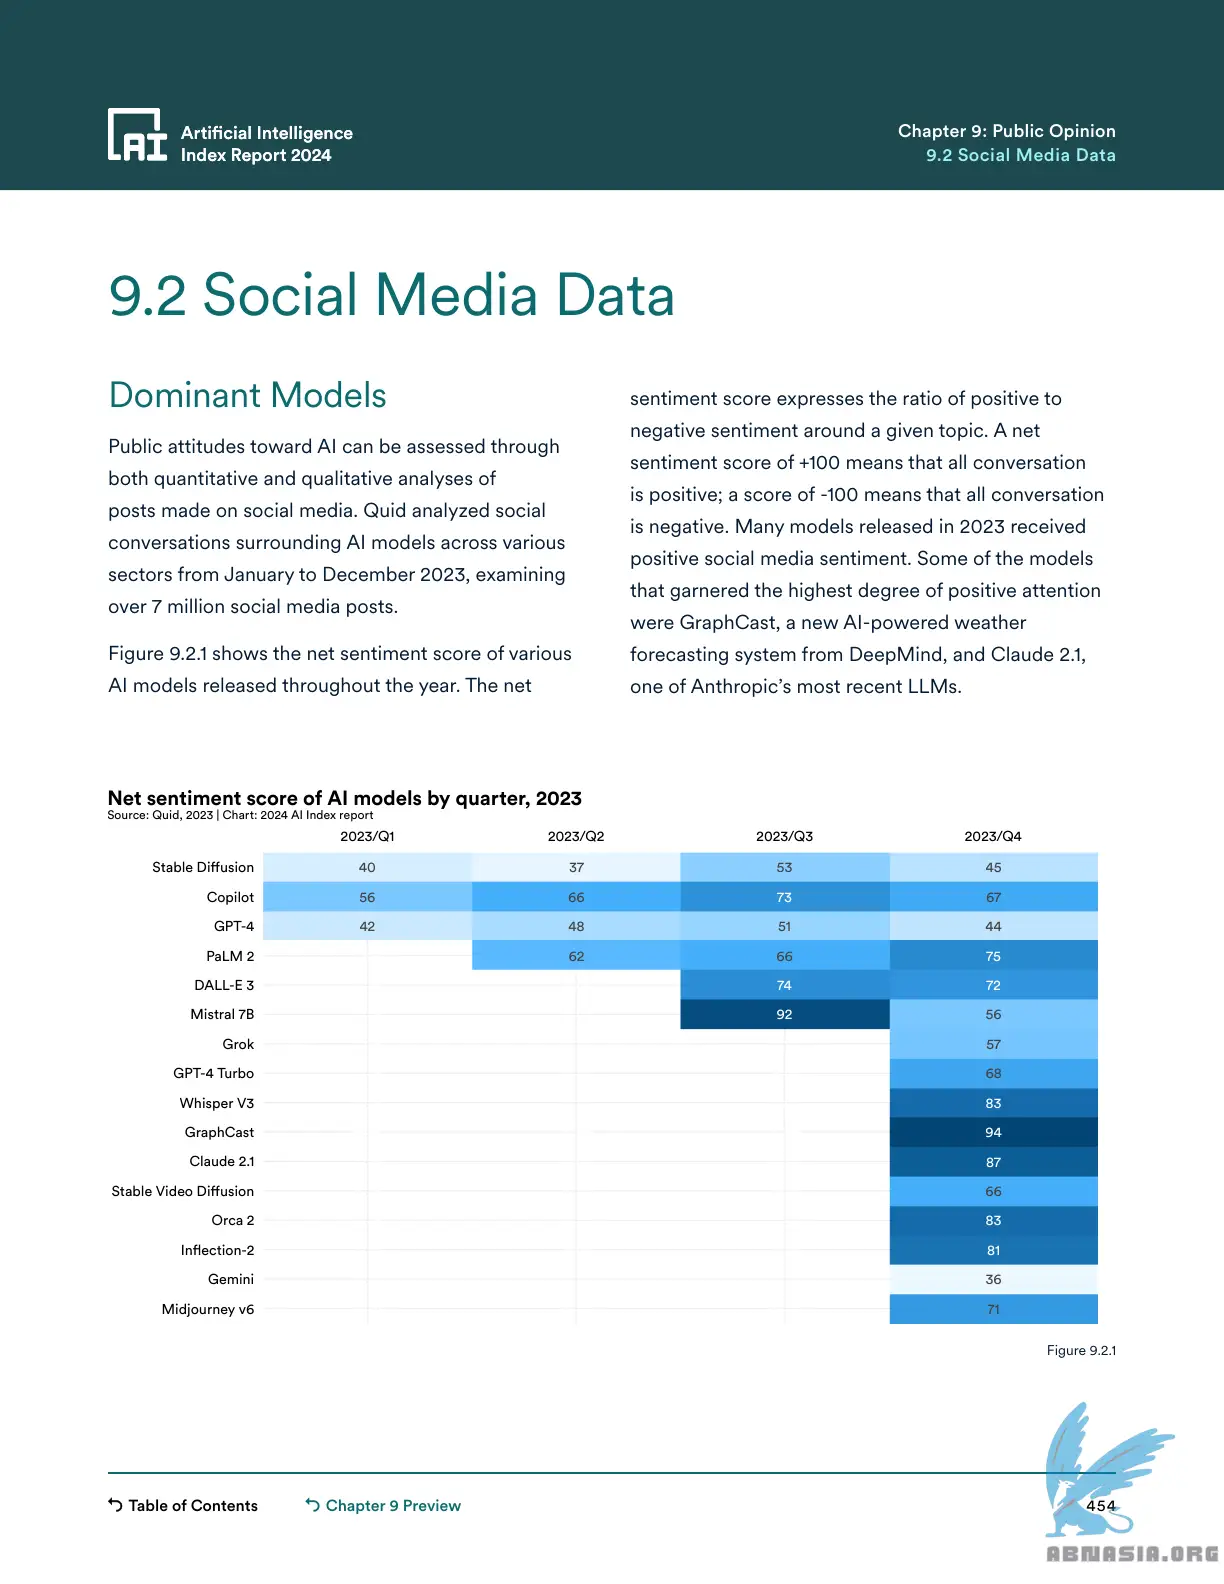 Artificial Intelligence
Index Report 2024
Chapter 9: Public Opinion
9.2 Social Media Data
9.2 Social Media Data
Dominant Models
Public attitudes toward AI can be assessed through
both quantitative and qualitative analyses of
posts made on social media. Quid analyzed social
conversations surrounding AI models across various
sectors from January to December 2023, examining
over 7 million social media posts.
Figure 9.2.1 shows the net sentiment score of various
AI models released throughout the year. The net
sentiment score expresses the ratio of positive to
negative sentiment around a given topic. A net
sentiment score of +100 means that all conversation
is positive; a score of -100 means that all conversation
is negative. Many models released in 2023 received
positive social media sentiment. Some of the models
that garnered the highest degree of positive attention
were GraphCast, a new AI-powered weather
forecasting system from DeepMind, and Claude 2.1,
one of Anthropic's most recent LLMs.
Net sentiment score of AI models by quarter, 2023
Source: Quid, 2023 | Chart: 2024 AI Index report
2023/Q1 2023/Q2 2023/Q3 2023/Q4
Stable Diffusion 40 37 53 45
Copilot 56 66 73 67
GPT-4 42 48 51 44
PaLM 2 62 66 75
DALL-E 3 74 72
Mistral 7B 92 56
Grok 57
GPT-4 Turbo 68
Whisper V3 83
GraphCast 94
Claude 2.1 87
Stable Video Diffusion 66
Orca 2 83
Inflection-2 81
Gemini 36
Midjourney v6 71
Figure 9.2.1
Table of Contents
Chapter 9 Preview
454
ABNASIA.ORG